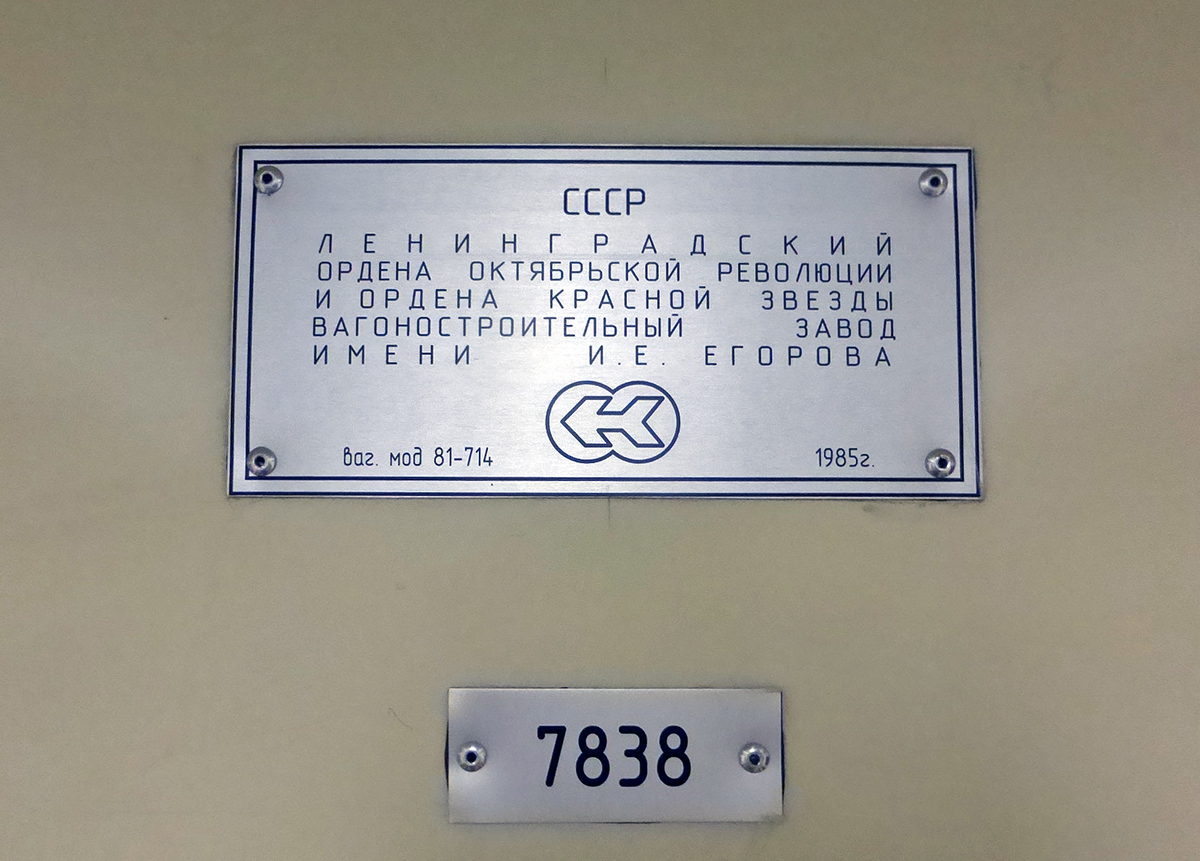 СССР
ЛЕНИНГРАДСКИЙ
ОРДЕНА ОКТЯБРЬСКОЙ РЕВОЛЮЦИИ
И ОРДЕНА КРАСНОЙ ЗВЕЗДЫ
ВАГОНОСТРОИТЕЛЬНЫЙ ЗАВОД
ИМЕНИ И.Е. ЕГОРОВА
ваг. мод 81-714 1985г.
7838